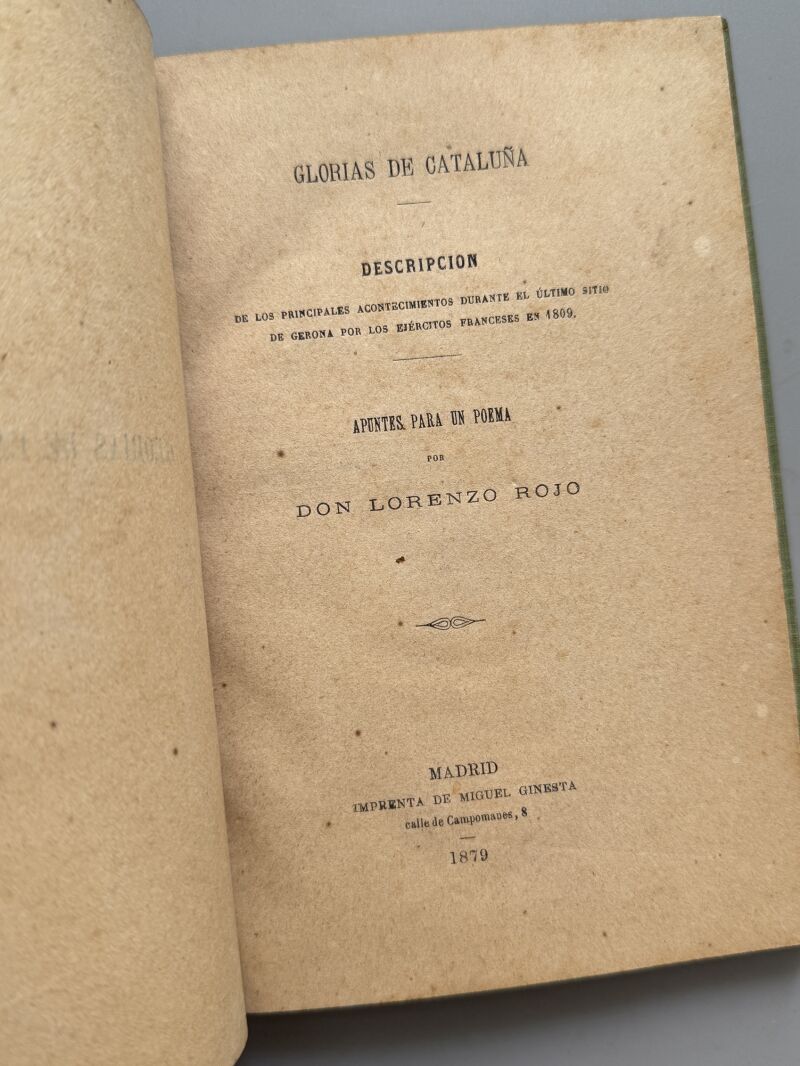 GLORIAS DE CATALUÑA
DESCRIPCION
DE LOS PRINCIPALES ACONTECIMIENTOS DURANTE EL ÚLTIMO SITIO
DE GERONA POR LOS EJÉRCITOS FRANCESES EN 1809.
APUNTES PARA UN POEMA
POR
DON LORENZO ROJO
MADRID
IMPRENTA DE MIGUEL GINESTA
calle de Campomanes, 8
1879